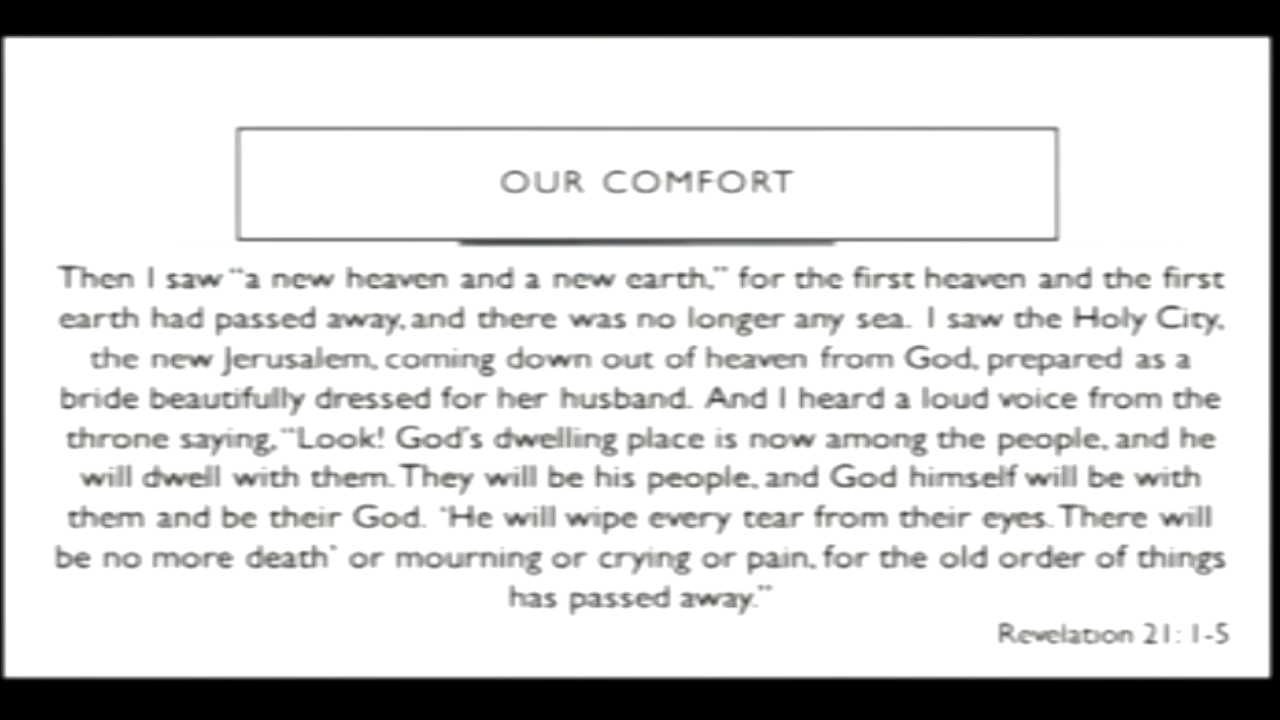 OUR COMFORT
Then I saw “a new heaven and a new earth,” for the first heaven and the first
earth had passed away, and there was no longer any sea. I saw the Holy City,
the new Jerusalem, coming down out of heaven from God, prepared as a
bride beautifully dressed for her husband. And I heard a loud voice from the
throne saying, “Look! God’s dwelling place is now among the people, and he
will dwell with them. They will be his people, and God himself will be with
them and be their God. ‘He will wipe every tear from their eyes. There will
be no more death’ or mourning or crying or pain, for the old order of things
has passed away.”
Revelation 21: 1-5